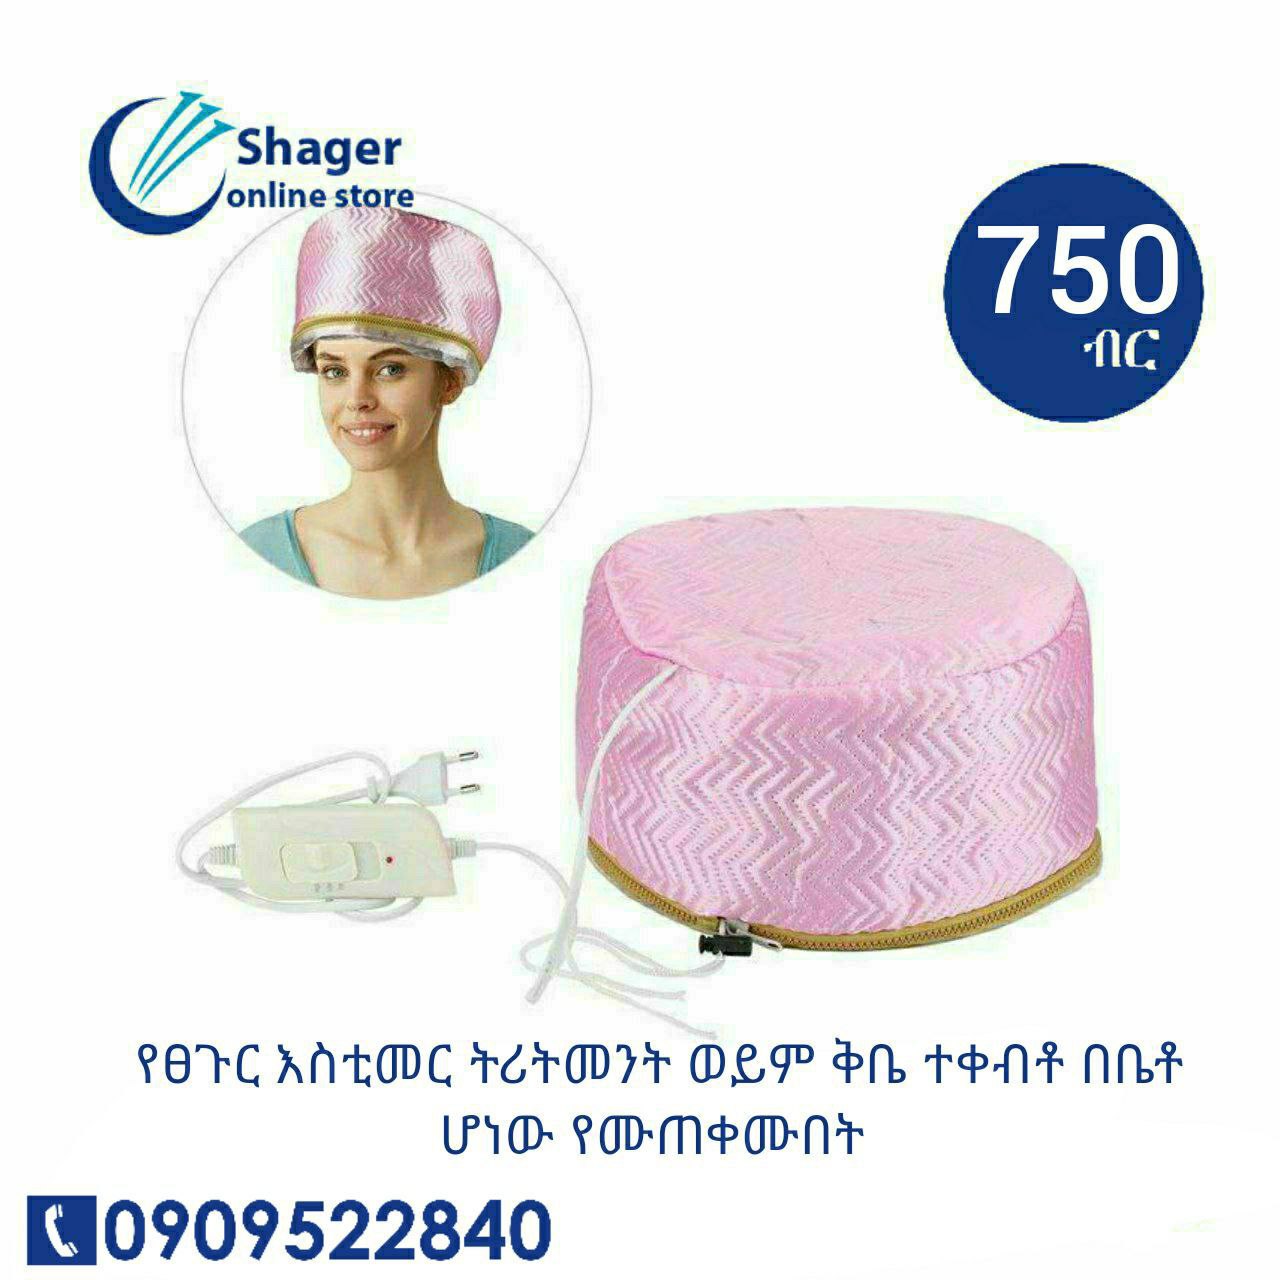 Shager
online store
750
ብር
የፀጉር እስቲመር ትሪትመንት ወይም ቅቤ ተቀብቶ በቤቶ
ሆነው የሙጠቀሙበት
0909522840